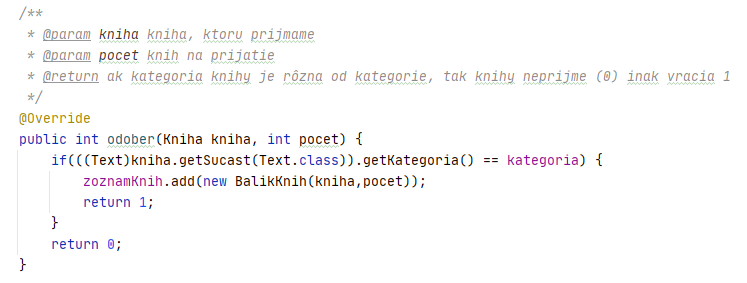 /**
 * @param kniha kniha, ktoru prijmame
 * @param pocet knih na prijatie
 * @return ak kategoria knihy je rôzna od kategorie, tak knihy neprijme (0) inak vracia 1
 */
@Override
public int odober(Kniha kniha, int pocet) {
    if(((Text)kniha.getSucast(Text.class)).getKategoria() == kategoria) {
        zoznamKnih.add(new BalikKnih(kniha,pocet));
        return 1;
    }
    return 0;
}